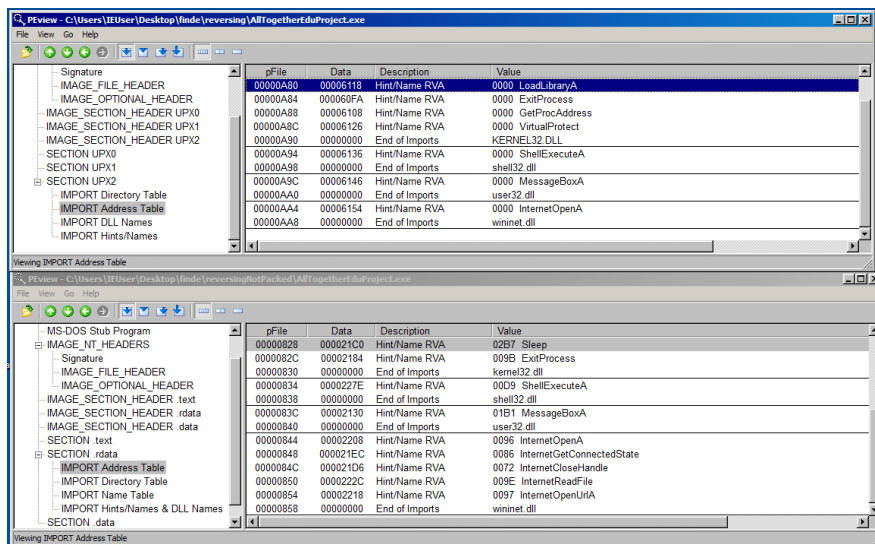 PEview - C:\Users\IEUser\Desktop\finde\reversing\AllTogetherEduProject.exe
File View Go Help
Signature
IMAGE_FILE_HEADER
IMAGE_OPTIONAL_HEADER
IMAGE_SECTION_HEADER UPX0
IMAGE_SECTION_HEADER UPX1
IMAGE_SECTION_HEADER UPX2
SECTION UPX0
SECTION UPX1
SECTION UPX2
IMPORT Directory Table
IMPORT Address Table
IMPORT DLL Names
IMPORT Hints/Names
pFile Data Description Value
00000A80 00006118 Hint/Name RVA 0000 LoadLibraryA
00000A84 000060FA Hint/Name RVA 0000 ExitProcess
00000A88 00006108 Hint/Name RVA 0000 GetProcAddress
00000A8C 00006126 Hint/Name RVA 0000 VirtualProtect
00000A90 00000000 End of Imports KERNEL32.DLL
00000A94 00006136 Hint/Name RVA 0000 ShellExecuteA
00000A98 00000000 End of Imports shell32.dll
00000A9C 00006146 Hint/Name RVA 0000 MessageBoxA
00000AA0 00000000 End of Imports user32.dll
00000AA4 00006154 Hint/Name RVA 0000 InternetOpenA
00000AA8 00000000 End of Imports wininet.dll
Viewing IMPORT Address Table
PEview - C:\Users\IEUser\Desktop\finde\reversingNotPacked\AllTogetherEduProject.exe
File View Go Help
MS-DOS Stub Program
IMAGE_NT_HEADERS
Signature
IMAGE_FILE_HEADER
IMAGE_OPTIONAL_HEADER
IMAGE_SECTION_HEADER .text
IMAGE_SECTION_HEADER .rdata
IMAGE_SECTION_HEADER .data
SECTION .text
SECTION .rdata
IMPORT Address Table
IMPORT Directory Table
IMPORT Name Table
IMPORT Hints/Names & DLL Names
SECTION .data
pFile Data Description Value
00000828 000021C0 Hint/Name RVA 02B7 Sleep
0000082C 00002184 Hint/Name RVA 009B ExitProcess
00000830 00000000 End of Imports kernel32.dll
00000834 0000227E Hint/Name RVA 00D9 ShellExecuteA
00000838 00000000 End of Imports shell32.dll
0000083C 00002130 Hint/Name RVA 01B1 MessageBoxA
00000840 00000000 End of Imports user32.dll
00000844 00002208 Hint/Name RVA 0096 InternetOpenA
00000848 000021EC Hint/Name RVA 0086 InternetGetConnectedState
0000084C 000021D6 Hint/Name RVA 0072 InternetCloseHandle
00000850 0000222C Hint/Name RVA 009E InternetReadFile
00000854 00002218 Hint/Name RVA 0097 InternetOpenUrlA
00000858 00000000 End of Imports wininet.dll
Viewing IMPORT Address Table